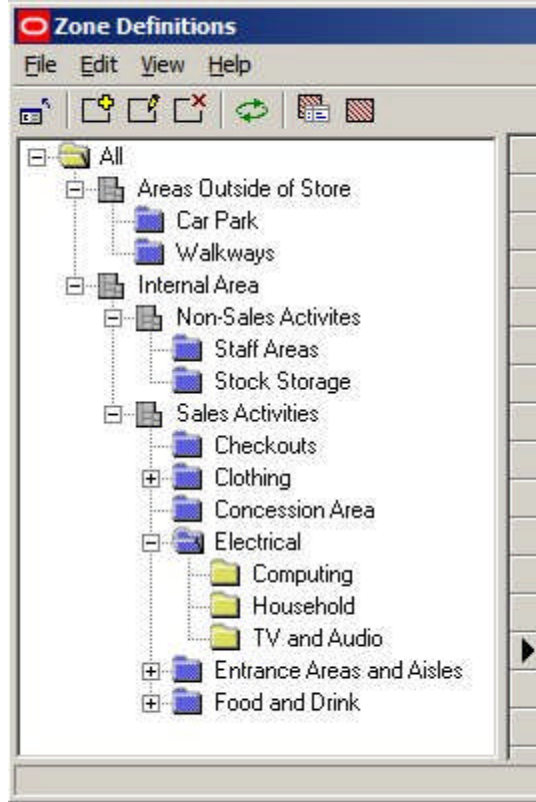 Zone Definitions
File Edit View Help
All
Areas Outside of Store
Car Park
Walkways
Internal Area
Non-Sales Activites
Staff Areas
Stock Storage
Sales Activities
Checkouts
Clothing
Concession Area
Electrical
Computing
Household
TV and Audio
Entrance Areas and Aisles
Food and Drink